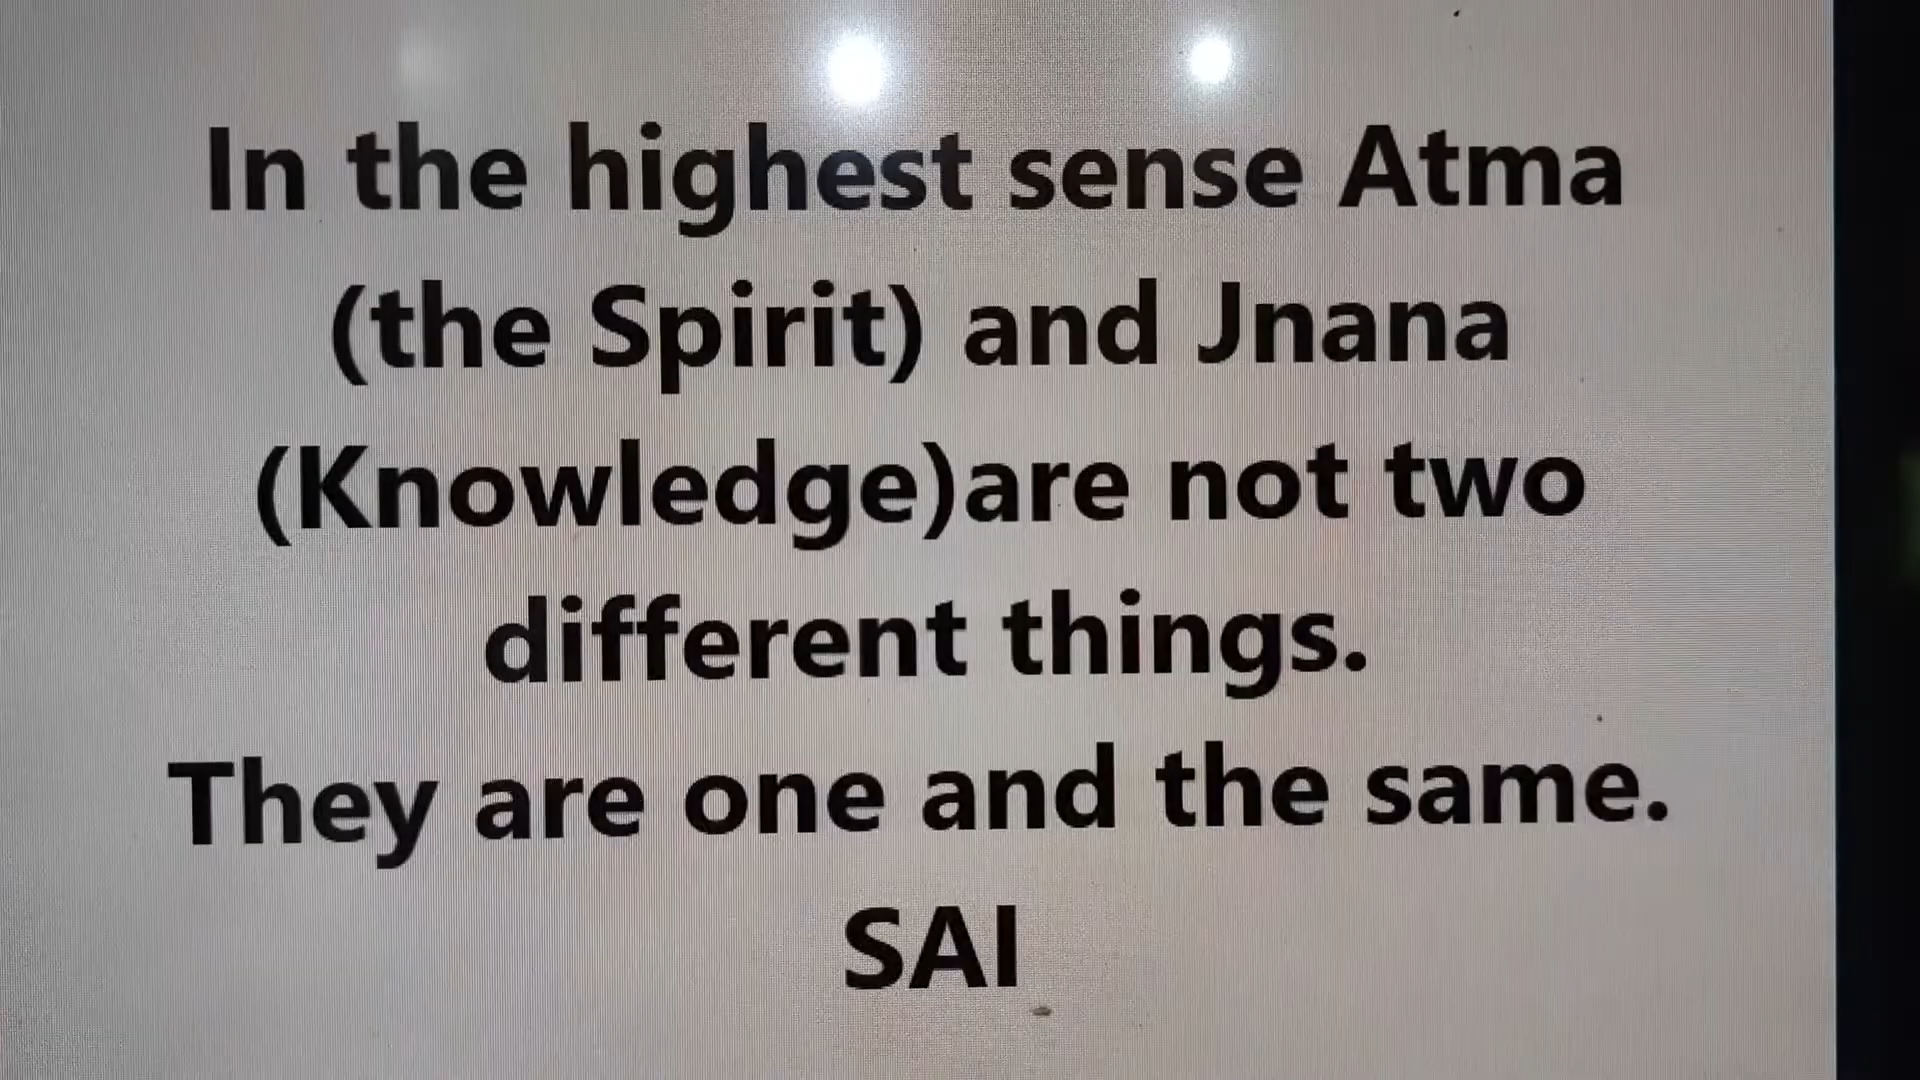 In the highest sense Atma
(the Spirit) and Jnana
(Knowledge)are not two
different things.
They are one and the same.
SAI